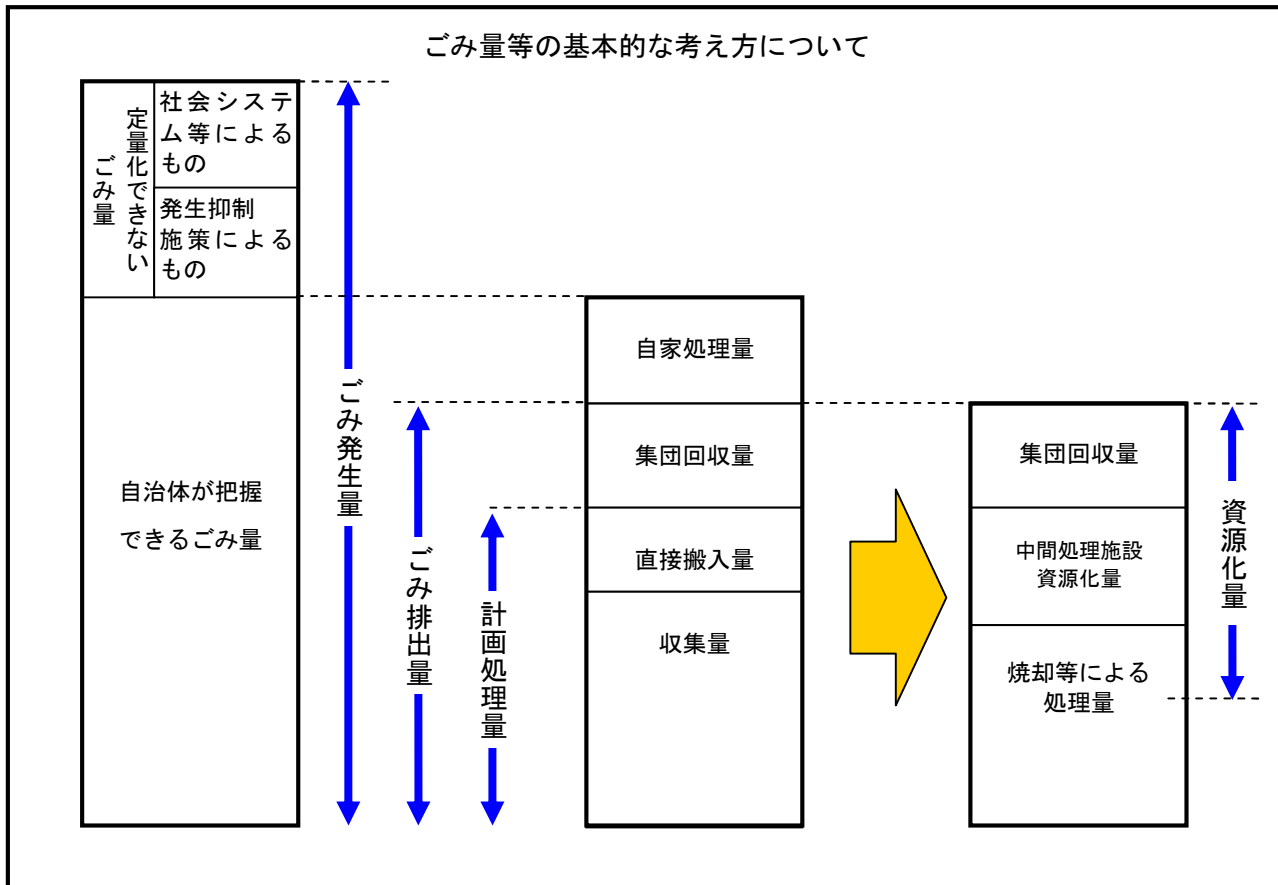 ごみ量等の基本的な考え方について
定量化できない
ごみ量
社会システ
ム等による
もの
発生抑制
施策による
もの
自治体が把握
できるごみ量
ごみ発生量
ごみ排出量
計画処理量
自家処理量
集団回収量
直接搬入量
収集量
集団回収量
中間処理施設
資源化量
焼却等による
処理量
資源化量